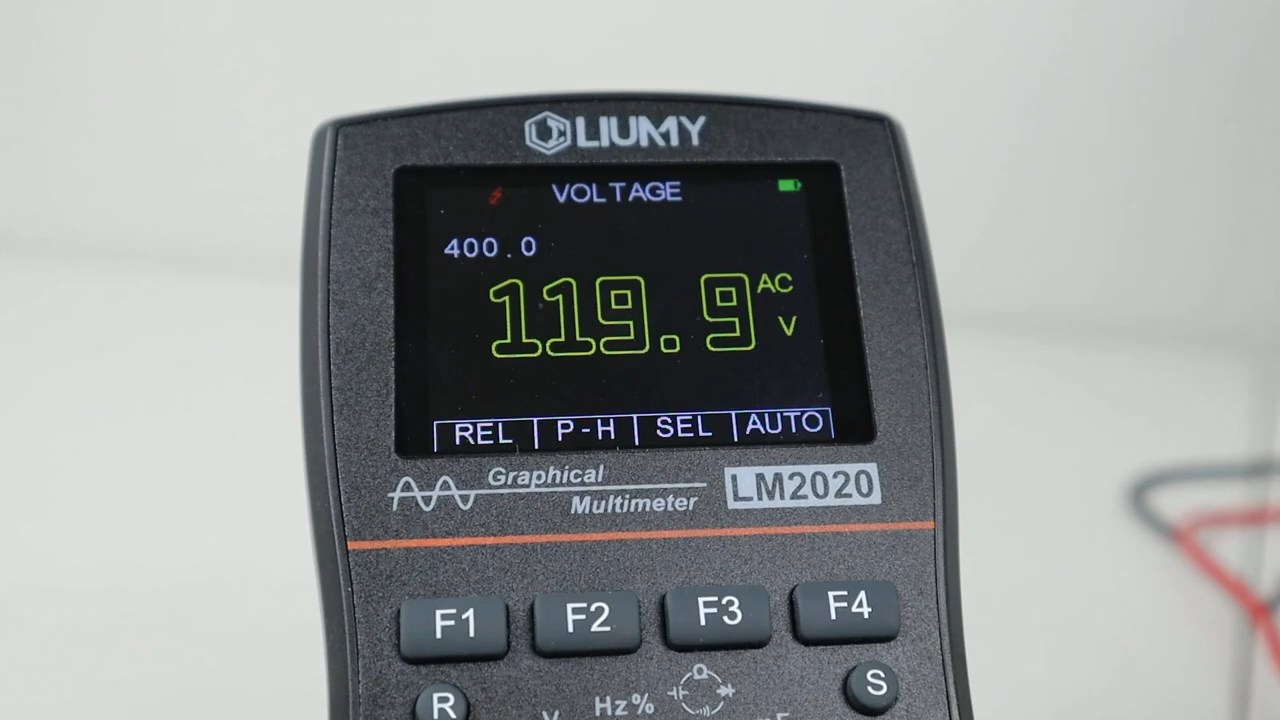 LIUMY
VOLTAGE
400.0
119.9 AC
V
REL P-H SEL AUTO
Graphical
Multimeter
LM2020
F1 F2 F3 F4
R S
Hz% Ω
V